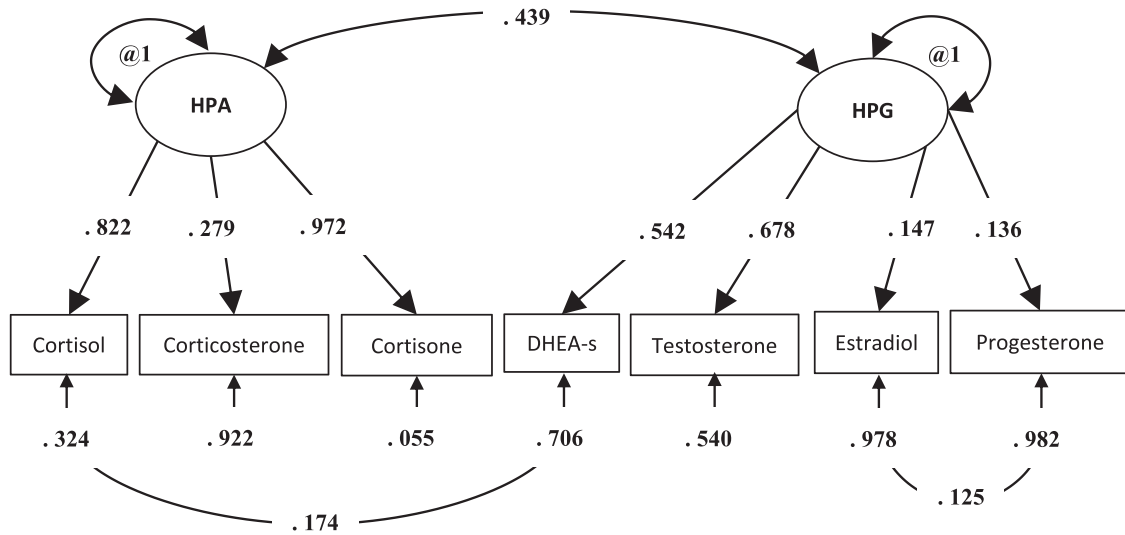 .439
@1
@1
HPA
HPG
.822
.279
.972
.542
.678
.147
.136
Cortisol
Corticosterone
Cortisone
DHEA-s
Testosterone
Estradiol
Progesterone
.324
.922
.055
.706
.540
.978
.982
.125
.174